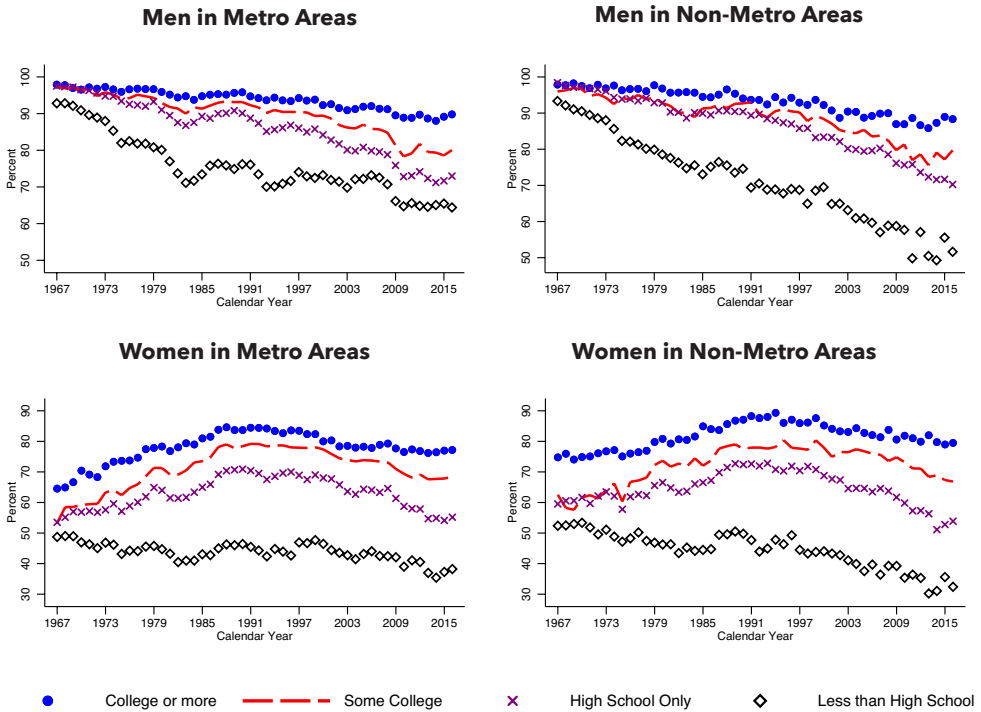 Men in Metro Areas
Men in Non-Metro Areas
Percent
100
90
80
70
60
50
1967 1973 1979 1985 1991 1997 2003 2009 2015
Calendar Year
Percent
100
90
80
70
60
50
1967 1973 1979 1985 1991 1997 2003 2009 2015
Calendar Year
Women in Metro Areas
Women in Non-Metro Areas
Percent
90
80
70
60
50
40
30
1967 1973 1979 1985 1991 1997 2003 2009 2015
Calendar Year
Percent
90
80
70
60
50
40
30
1967 1973 1979 1985 1991 1997 2003 2009 2015
Calendar Year
College or more Some College High School Only Less than High School